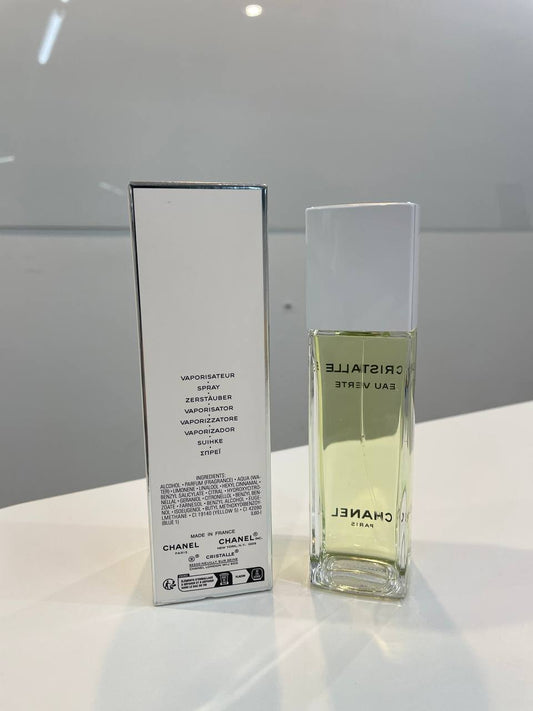 VAPORISATEUR
SPRAY
ZERSTÄUBER
VAPORISATOR
VAPORIZZATORE
VAPORIZADOR
SUIHKE
ΣΠΡΕΪ
INGREDIENTS:
ALCOHOL • PARFUM (FRAGRANCE) • AQUA (WA-
TER) • LIMONENE • LINALOOL • HEXYL CINNAMAL •
BENZYL SALICYLATE • CITRAL • HYDROXYCITRO-
NELLAL • GERANIOL • CITRONELLOL • BENZYL BEN-
ZOATE • FARNESOL • BENZYL ALCOHOL • EUGE-
NOL • ISOEUGENOL • BUTYL METHOXYDIBENZOY-
LMETHANE • CI 19140 (YELLOW 5) • CI 42090
(BLUE 1)
MADE IN FRANCE
CHANEL CHANEL, INC.
PARIS NEW YORK, N.Y.
CRISTALLE
CRISTALLE
EAU VERTE
CHANEL
PARIS